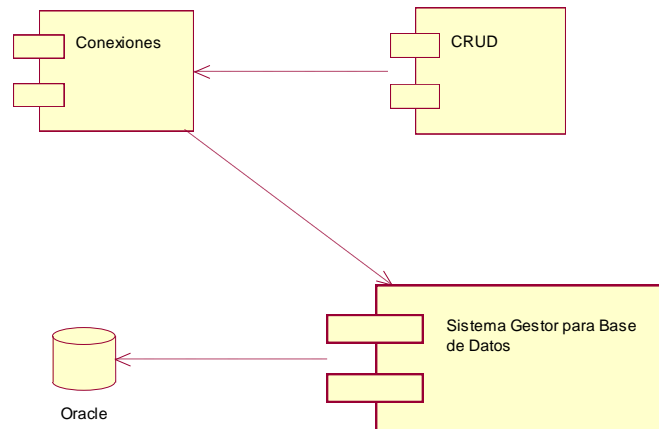 Conexiones
CRUD
Sistema Gestor para Base
de Datos
Oracle